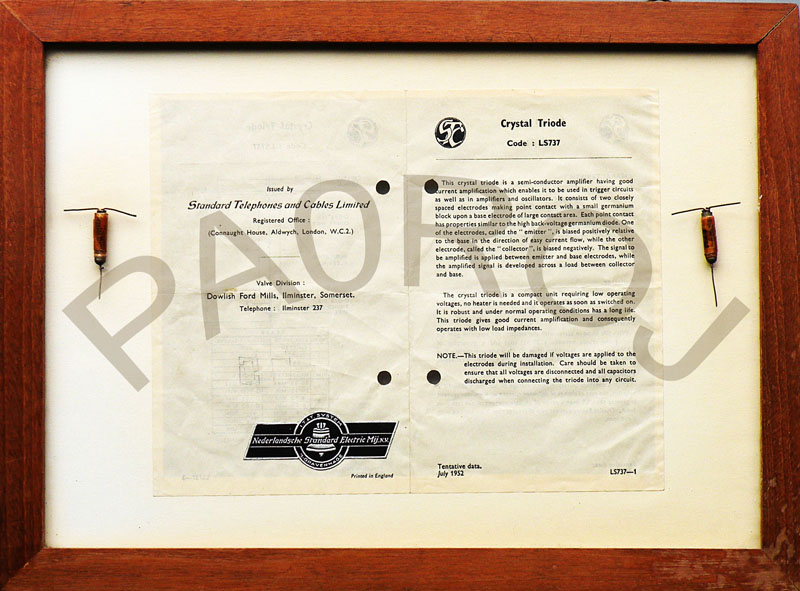 Issued by
Standard Telephones and Cables Limited
Registered Office :
(Connaught House, Aldwych, London, W.C.2.)
Valve Division :
Dowlish Ford Mills, Ilminster, Somerset.
Telephone : Ilminster 237
Nederlandsche Standard Electric Mij. N.V.
Printed in England
STC
Crystal Triode
Code : LS737
This crystal triode is a semi-conductor amplifier having good
current amplification which enables it to be used in trigger circuits
as well as in amplifiers and oscillators. It consists of two closely
spaced electrodes making point contact with a small germanium
block upon a base electrode of large contact area. Each point contact
has properties similar to the high back-voltage germanium diode. One
of the electrodes, called the "emitter", is biased positively relative
to the base in the direction of easy current flow, while the other
electrode, called the "collector", is biased negatively. The signal to
be amplified is applied between emitter and base electrodes, while
the amplified signal is developed across a load between collector
and base.
The crystal triode is a compact unit requiring low operating
voltages, no heater is needed and it operates as soon as switched on.
It is robust and under normal operating conditions has a long life.
This triode gives good current amplification and consequently
operates with low load impedances.
NOTE.—This triode will be damaged if voltages are applied to the
electrodes during installation. Care should be taken to
ensure that all voltages are disconnected and all capacitors
discharged when connecting the triode into any circuit.
Tentative data.
July 1952
LS737—1